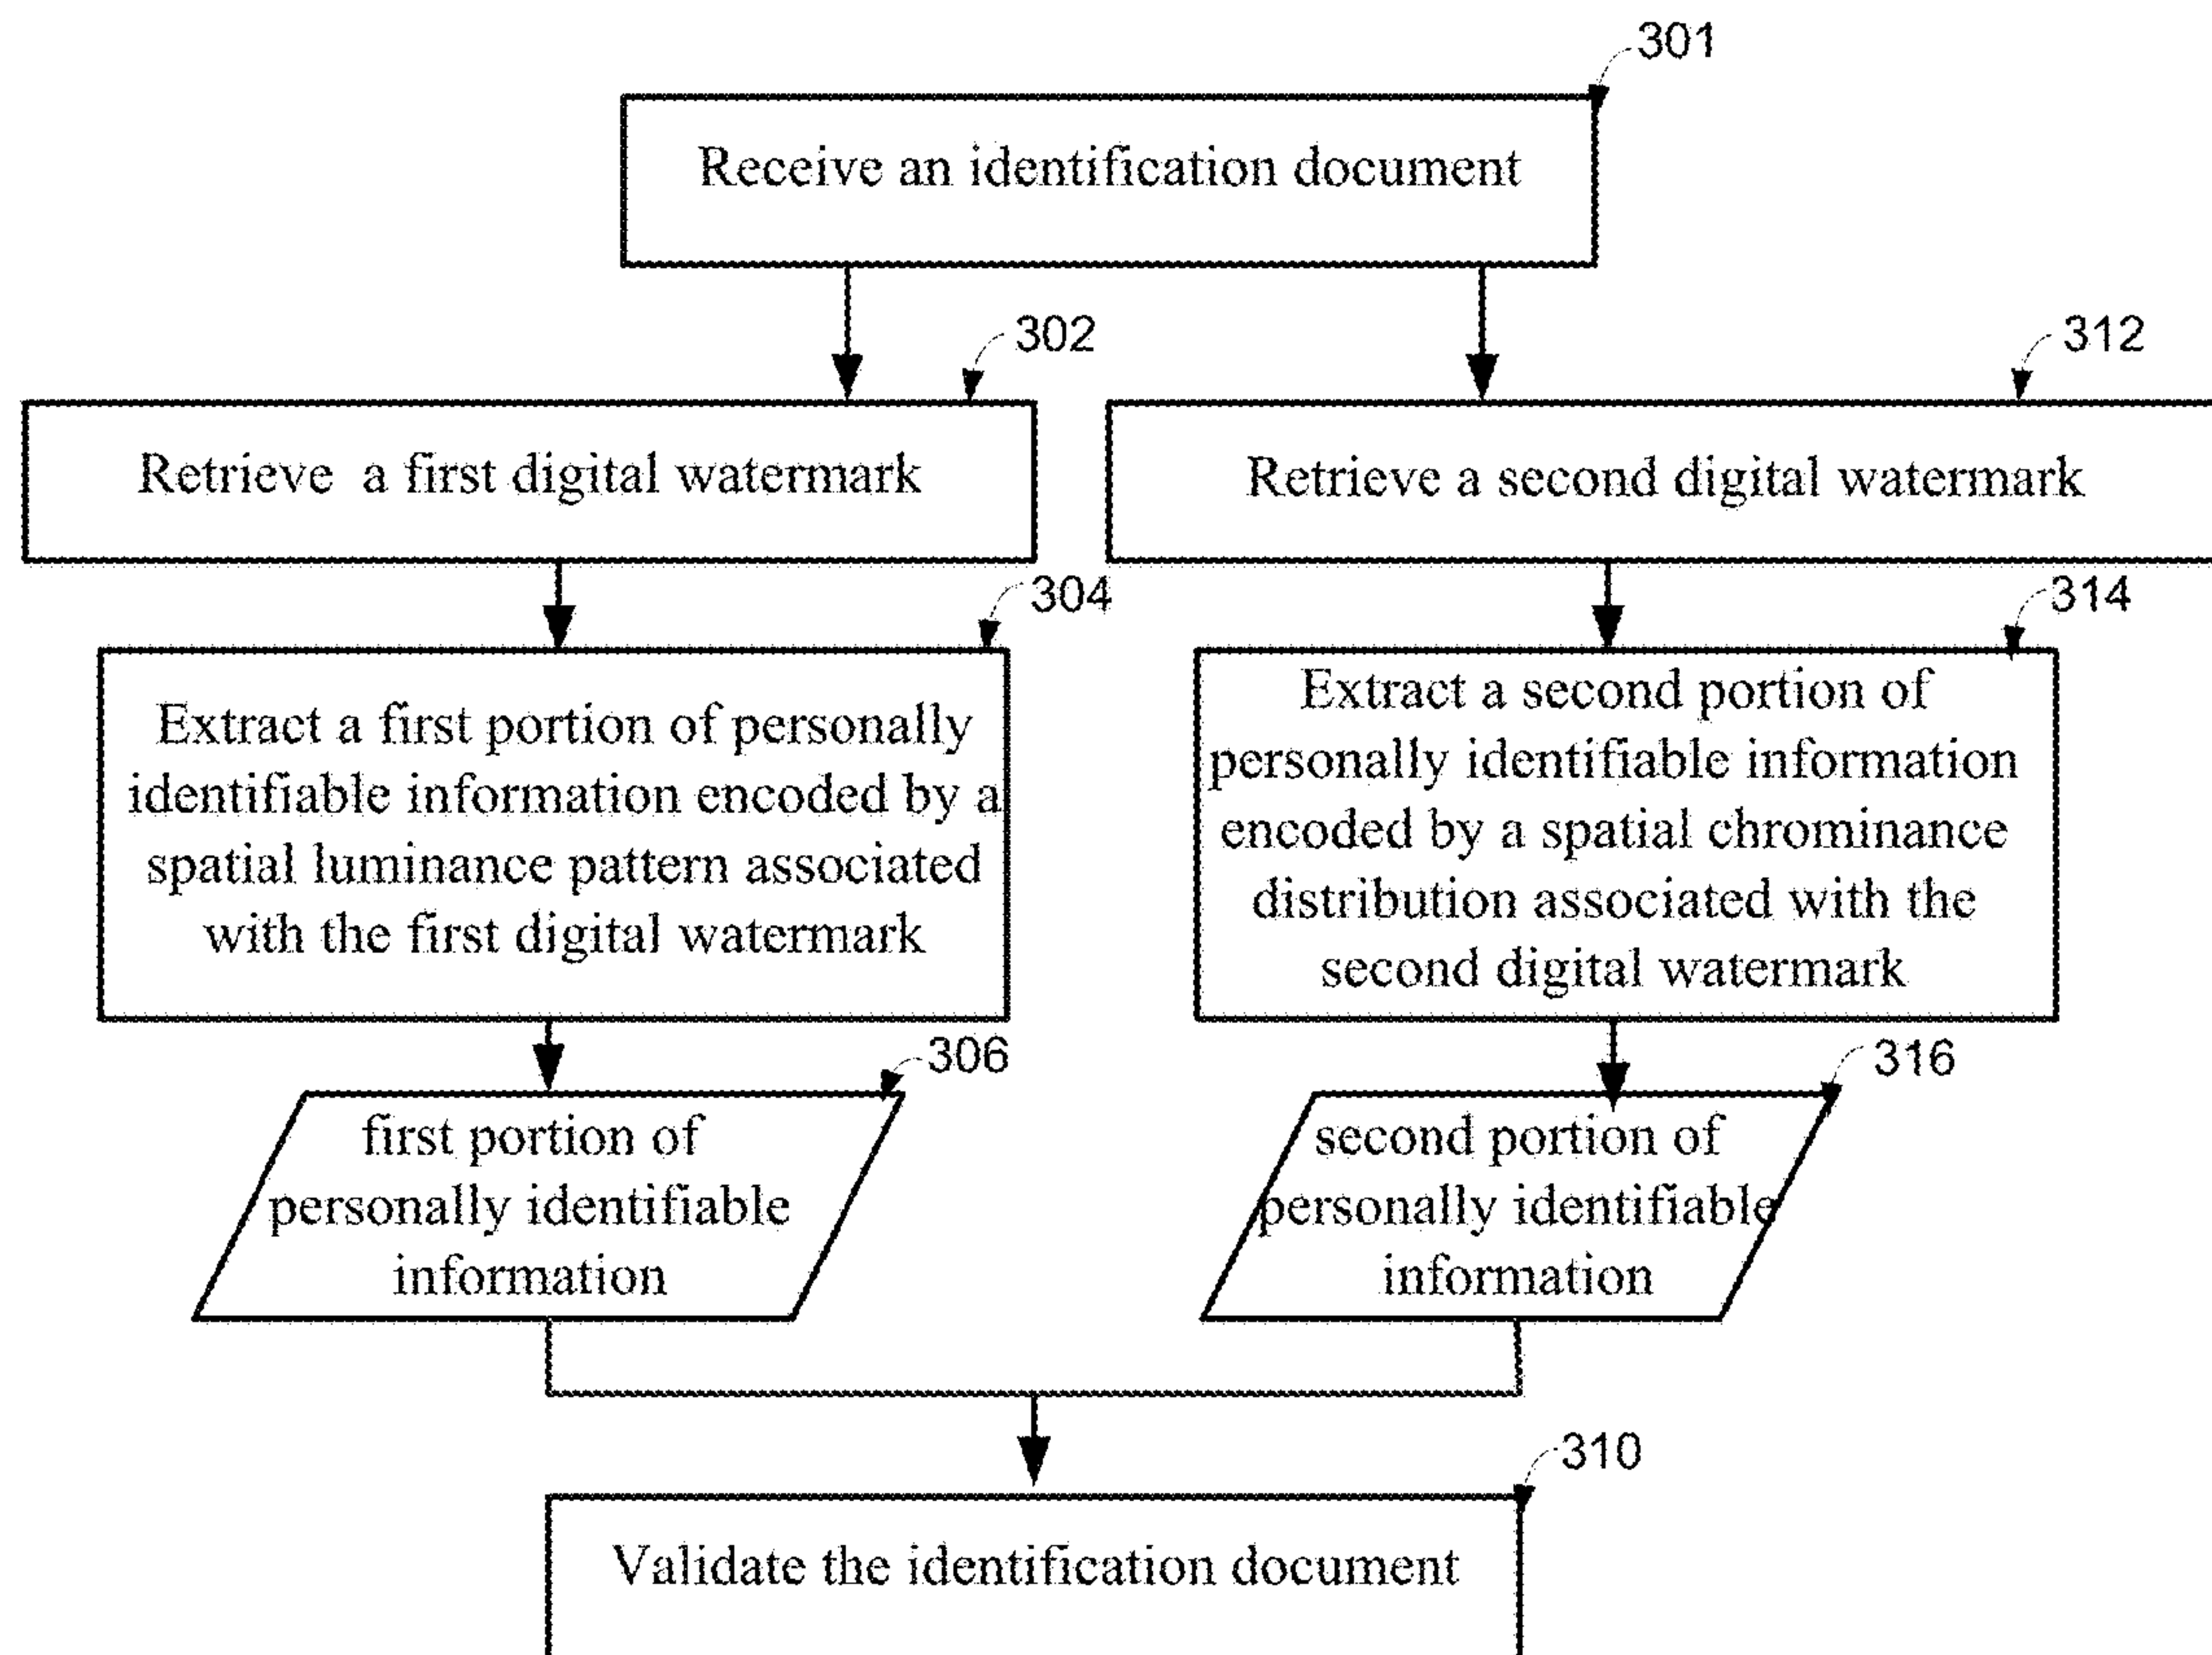 301
Receive an identification document
302
312
Retrieve a first digital watermark
Retrieve a second digital watermark
304
314
Extract a first portion of personally
identifiable information encoded by a
spatial luminance pattern associated
with the first digital watermark
Extract a second portion of
personally identifiable information
encoded by a spatial chrominance
distribution associated with the
second digital watermark
306
316
first portion of
personally identifiable
information
second portion of
personally identifiable
information
310
Validate the identification document